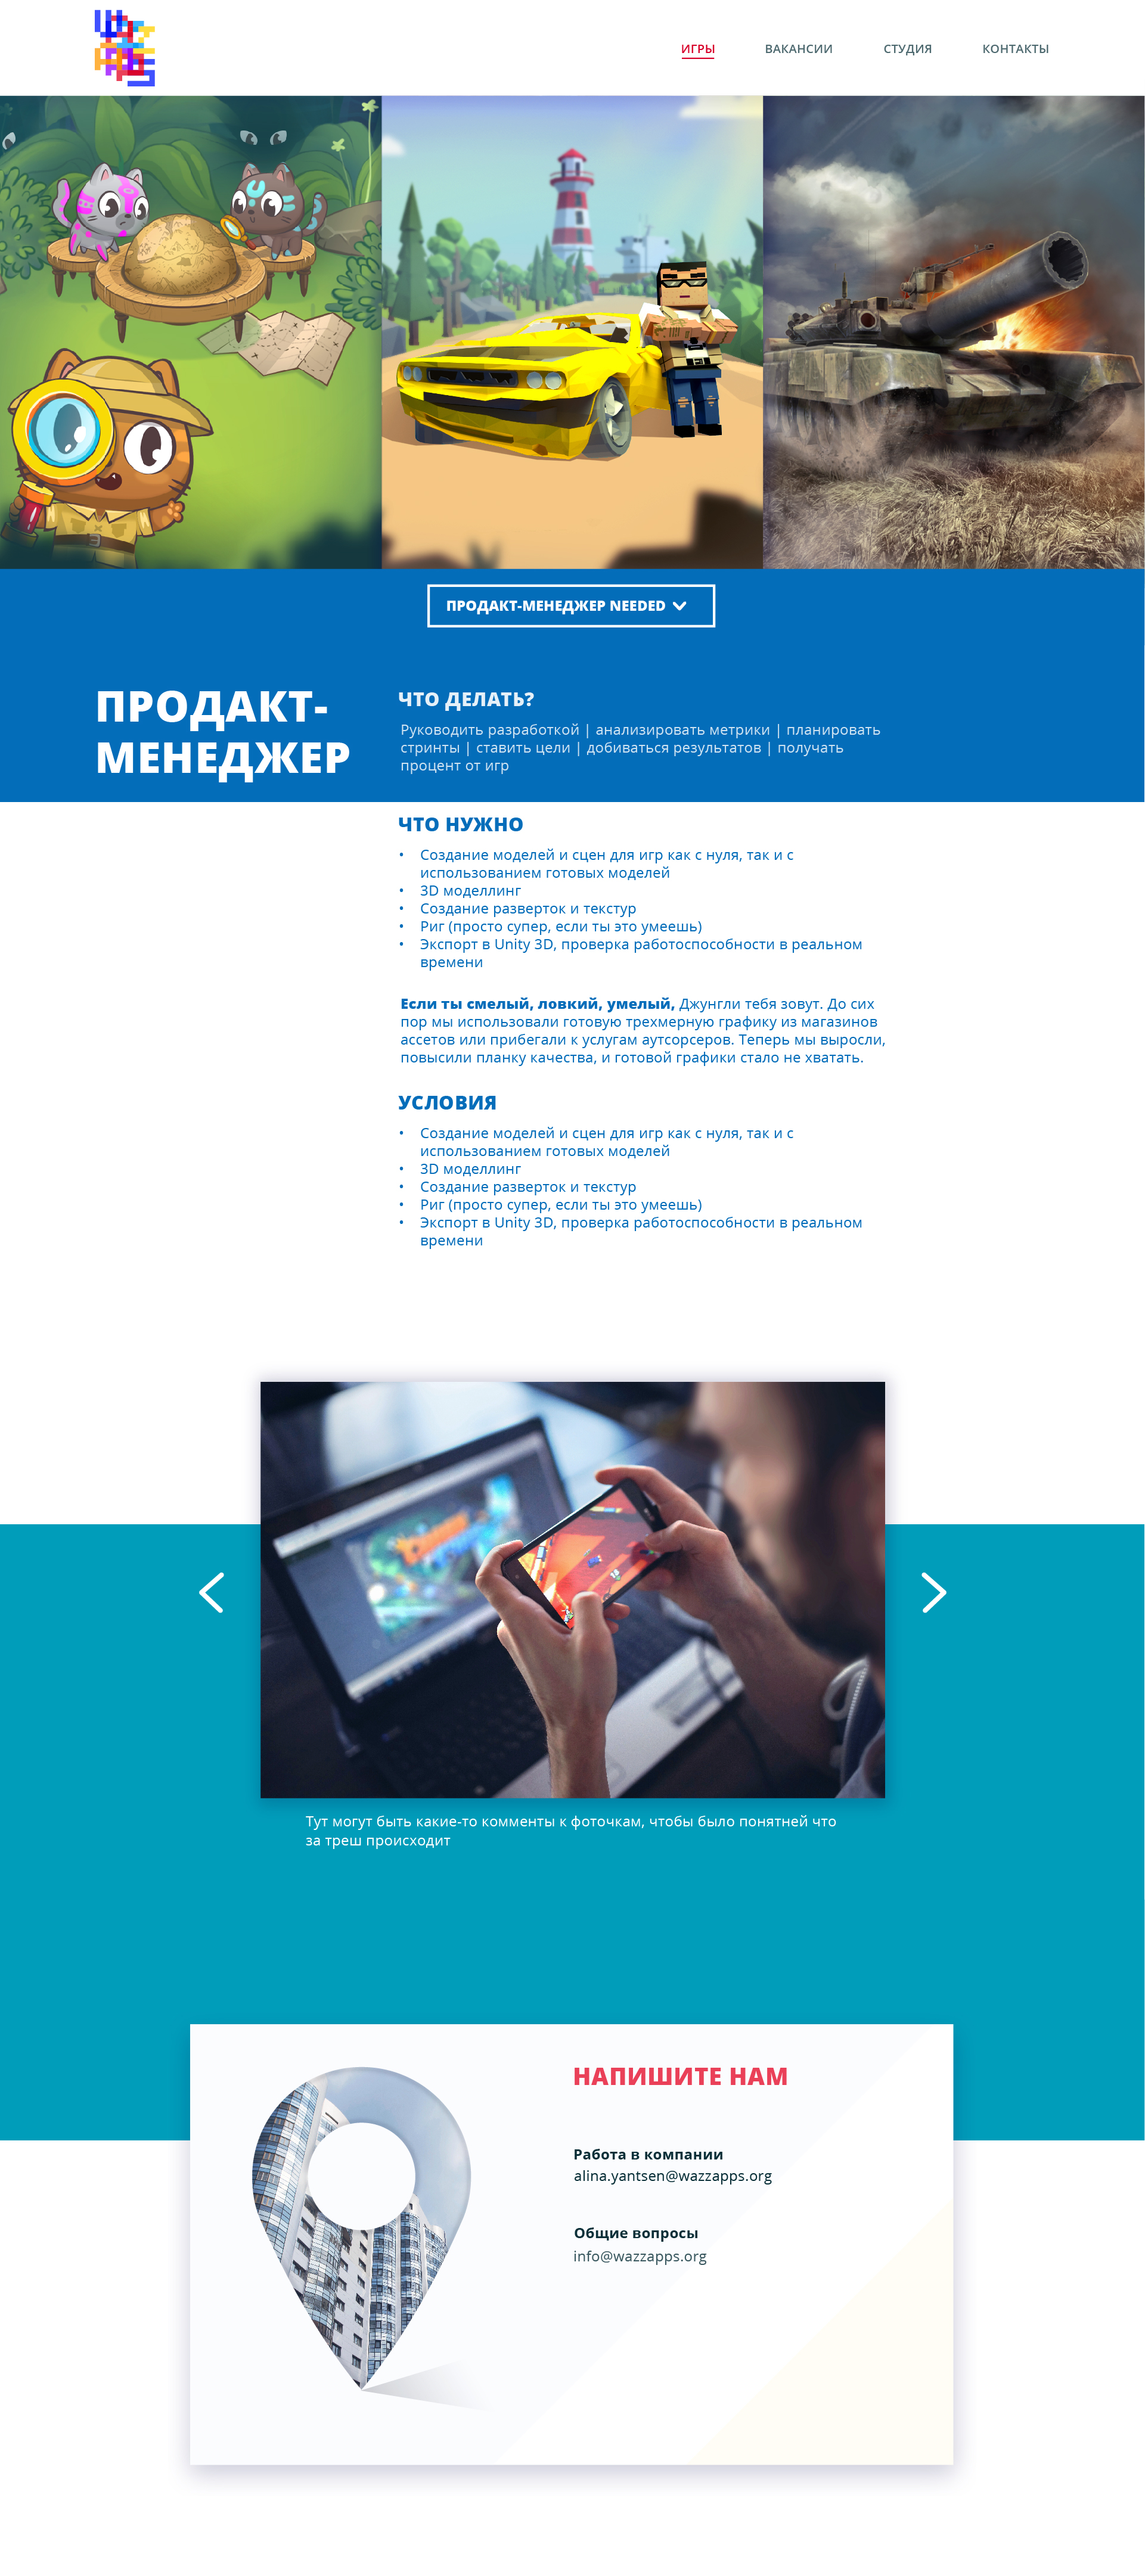 ИГРЫ
ВАКАНСИИ
СТУДИЯ
КОНТАКТЫ
ПРОДАКТ-МЕНЕДЖЕР NEEDED
ПРОДАКТ-
МЕНЕДЖЕР
ЧТО ДЕЛАТЬ?
Руководить разработкой | анализировать метрики | планировать
стринты | ставить цели | добиваться результатов | получать
процент от игр
ЧТО НУЖНО
• Создание моделей и сцен для игр как с нуля, так и с
использованием готовых моделей
• 3D моделлинг
• Создание разверток и текстур
• Риг (просто супер, если ты это умеешь)
• Экспорт в Unity 3D, проверка работоспособности в реальном
времени
Если ты смелый, ловкий, умелый, Джунгли тебя зовут. До сих
пор мы использовали готовую трехмерную графику из магазинов
ассетов или прибегали к услугам аутсорсеров. Теперь мы выросли,
повысили планку качества, и готовой графики стало не хватать.
УСЛОВИЯ
• Создание моделей и сцен для игр как с нуля, так и с
использованием готовых моделей
• 3D моделлинг
• Создание разверток и текстур
• Риг (просто супер, если ты это умеешь)
• Экспорт в Unity 3D, проверка работоспособности в реальном
времени
Тут могут быть какие-то комменты к фоточкам, чтобы было понятней что
за треш происходит
НАПИШИТЕ НАМ
Работа в компании
alina.yantsen@wazzapps.org
Общие вопросы
info@wazzapps.org